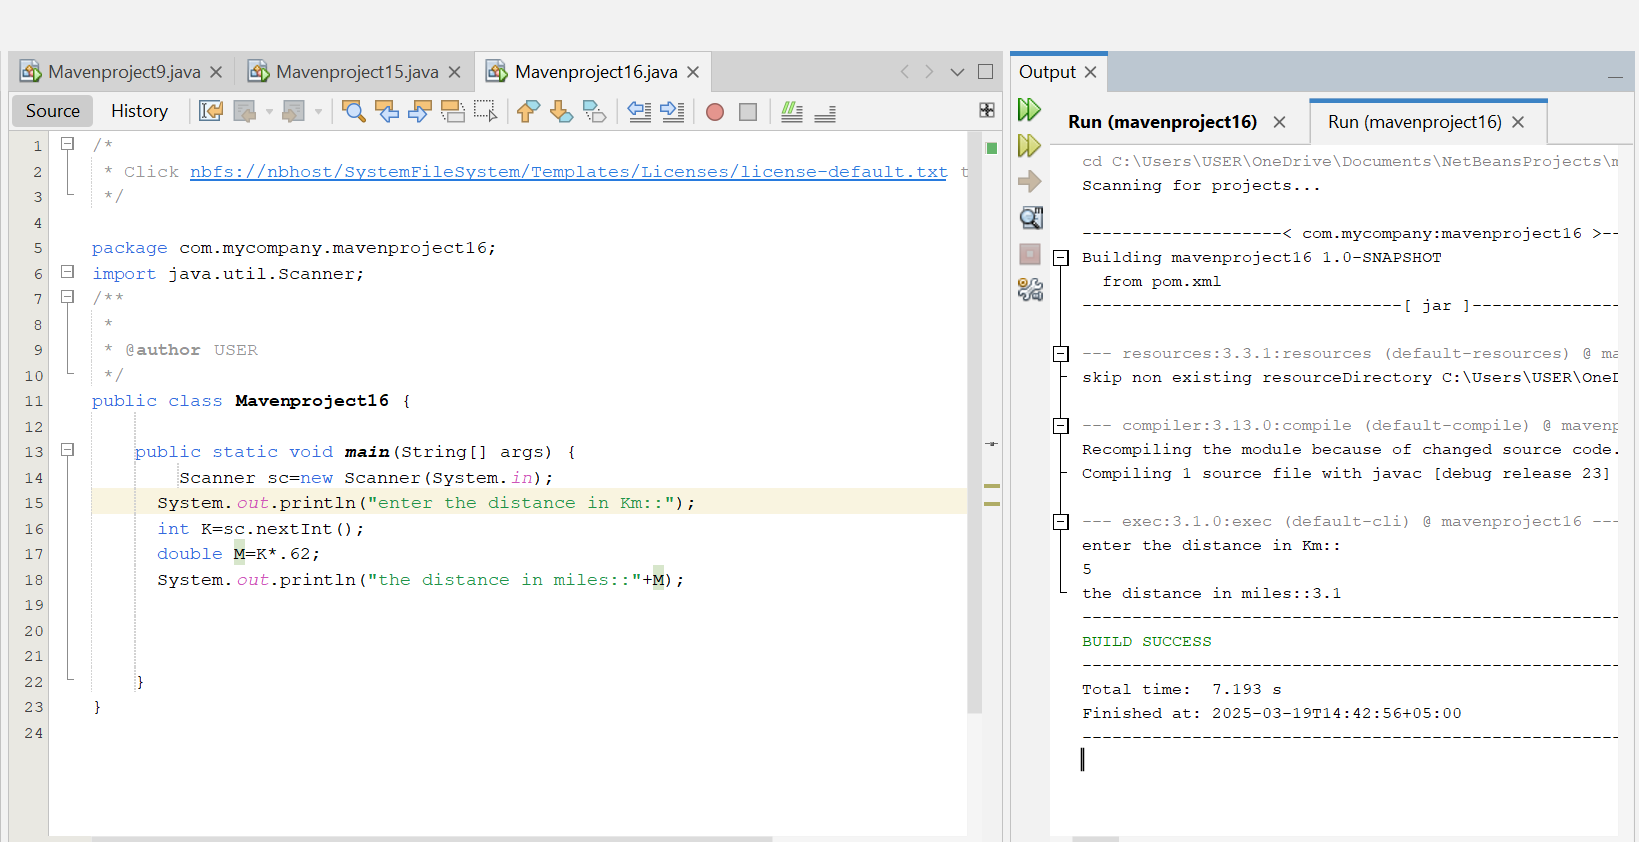 Mavenproject9.java Mavenproject15.java Mavenproject16.java
Source History
1 /*
2 * Click nbfs://nbhost/SystemFileSystem/Templates/Licenses/license-default.txt t
3 */
4
5 package com.mycompany.mavenproject16;
6 import java.util.Scanner;
7 /**
8 *
9 * @author USER
10 */
11 public class Mavenproject16 {
12
13 public static void main(String[] args) {
14 Scanner sc=new Scanner(System.in);
15 System.out.println("enter the distance in Km::");
16 int K=sc.nextInt();
17 double M=K*.62;
18 System.out.println("the distance in miles::"+M);
19
20
21
22 }
23 }
24
Output
Run (mavenproject16) Run (mavenproject16)
cd C:\Users\USER\OneDrive\Documents\NetBeansProjects\m
Scanning for projects...
--------------------< com.mycompany:mavenproject16 >--
Building mavenproject16 1.0-SNAPSHOT
from pom.xml
--------------------------------[ jar ]---------------
--- resources:3.3.1:resources (default-resources) @ ma
skip non existing resourceDirectory C:\Users\USER\OneD
--- compiler:3.13.0:compile (default-compile) @ mavenp
Recompiling the module because of changed source code.
Compiling 1 source file with javac [debug release 23]
--- exec:3.1.0:exec (default-cli) @ mavenproject16 ---
enter the distance in Km::
5
the distance in miles::3.1
------------------------------------------------------
BUILD SUCCESS
------------------------------------------------------
Total time: 7.193 s
Finished at: 2025-03-19T14:42:56+05:00
------------------------------------------------------